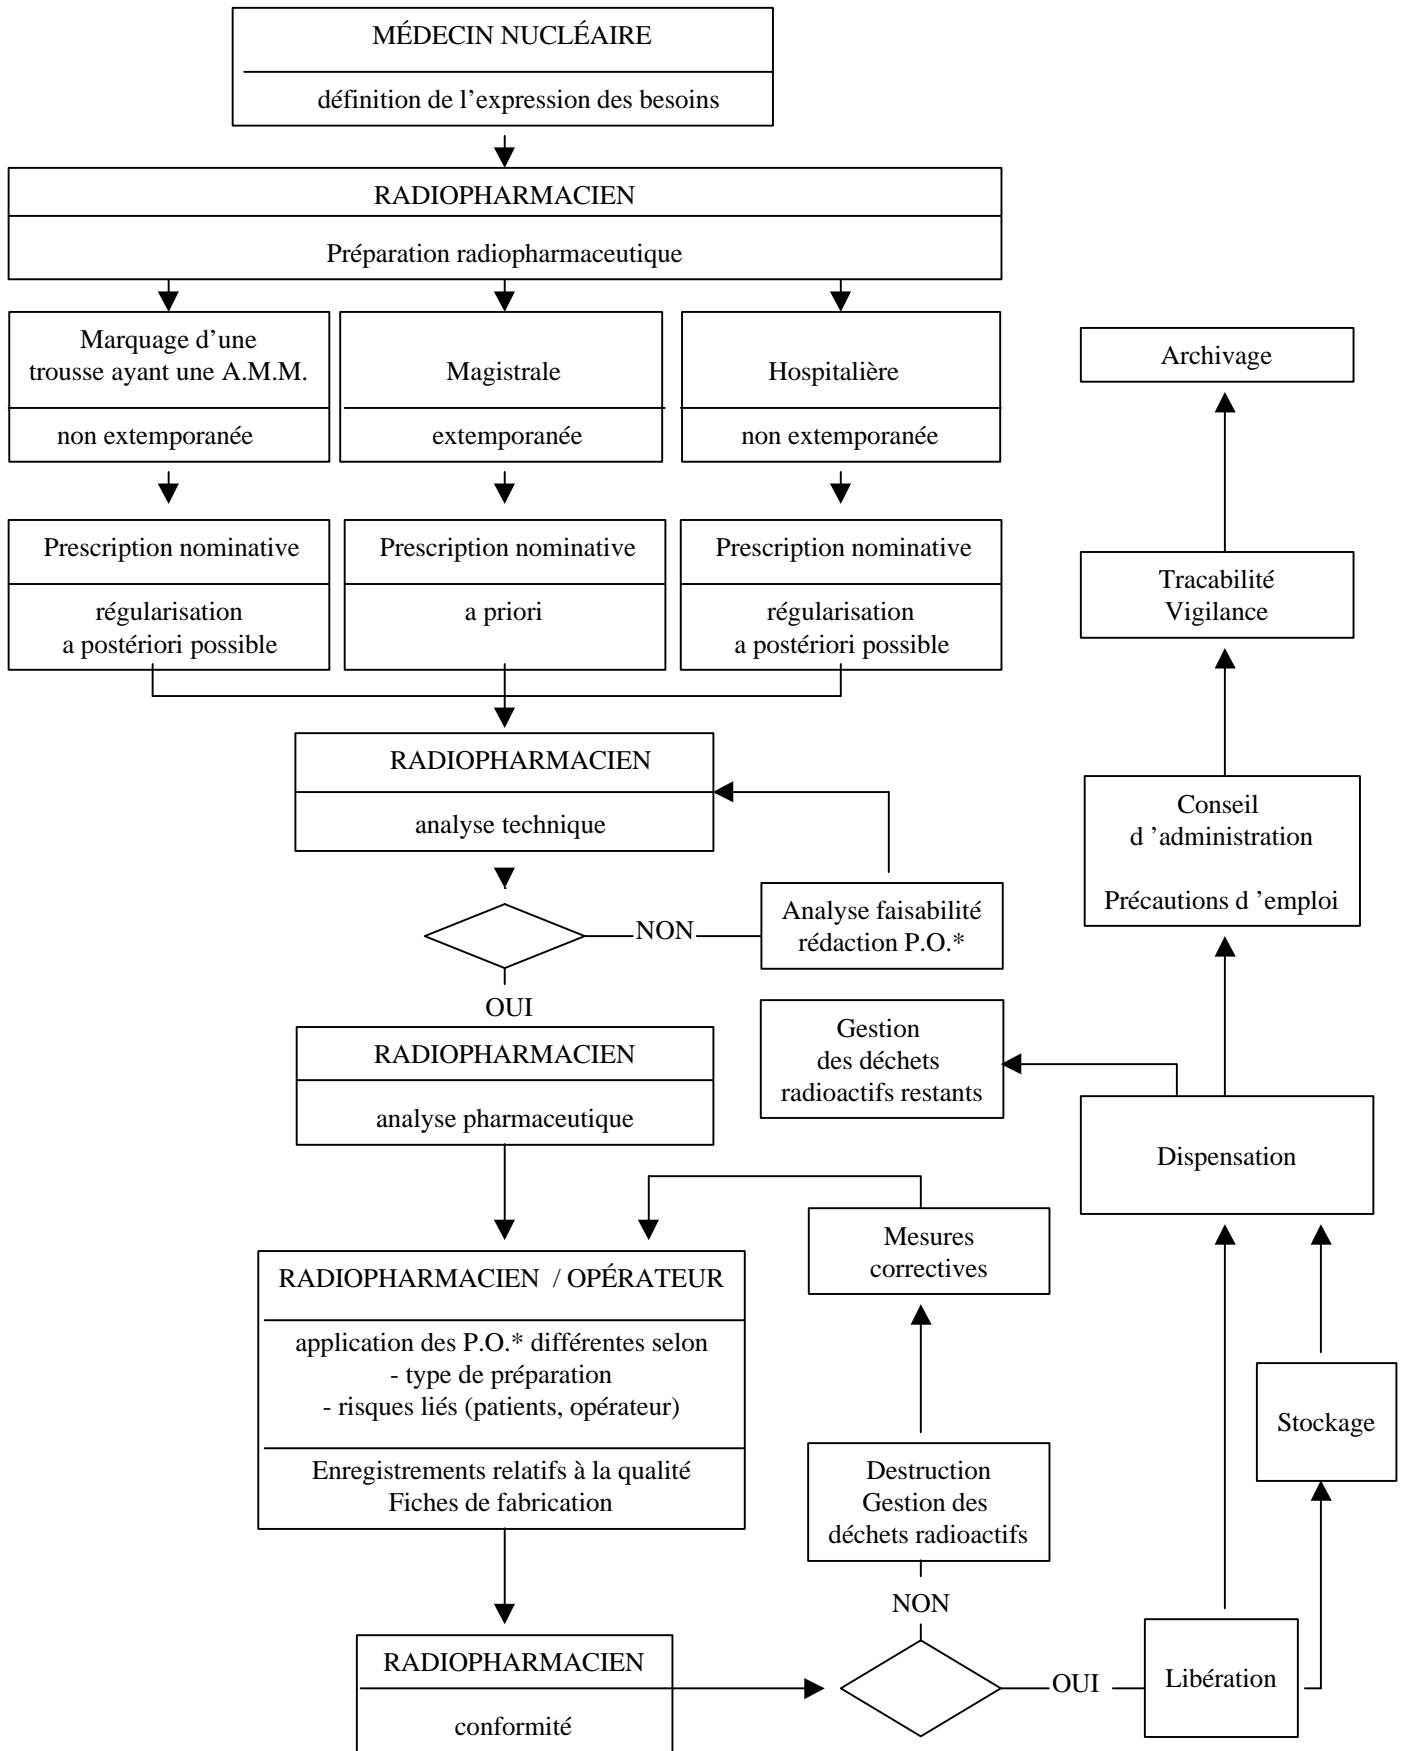 MÉDECIN NUCLÉAIRE
définition de l’expression des besoins
RADIOPHARMACIEN
Préparation radiopharmaceutique
Marquage d’une
trousse ayant une A.M.M.
non extemporanée
Magistrale
extemporanée
Hospitalière
non extemporanée
Prescription nominative
régularisation
a postériori possible
Prescription nominative
a priori
Prescription nominative
régularisation
a postériori possible
RADIOPHARMACIEN
analyse technique
NON
Analyse faisabilité
rédaction P.O.*
OUI
RADIOPHARMACIEN
analyse pharmaceutique
RADIOPHARMACIEN / OPÉRATEUR
application des P.O.* différentes selon
- type de préparation
- risques liés (patients, opérateur)
Enregistrements relatifs à la qualité
Fiches de fabrication
RADIOPHARMACIEN
conformité
NON
Destruction
Gestion des
déchets radioactifs
Mesures
correctives
OUI
Libération
Stockage
Dispensation
Gestion
des déchets
radioactifs restants
Conseil
d ’administration
Précautions d ’emploi
Tracabilité
Vigilance
Archivage